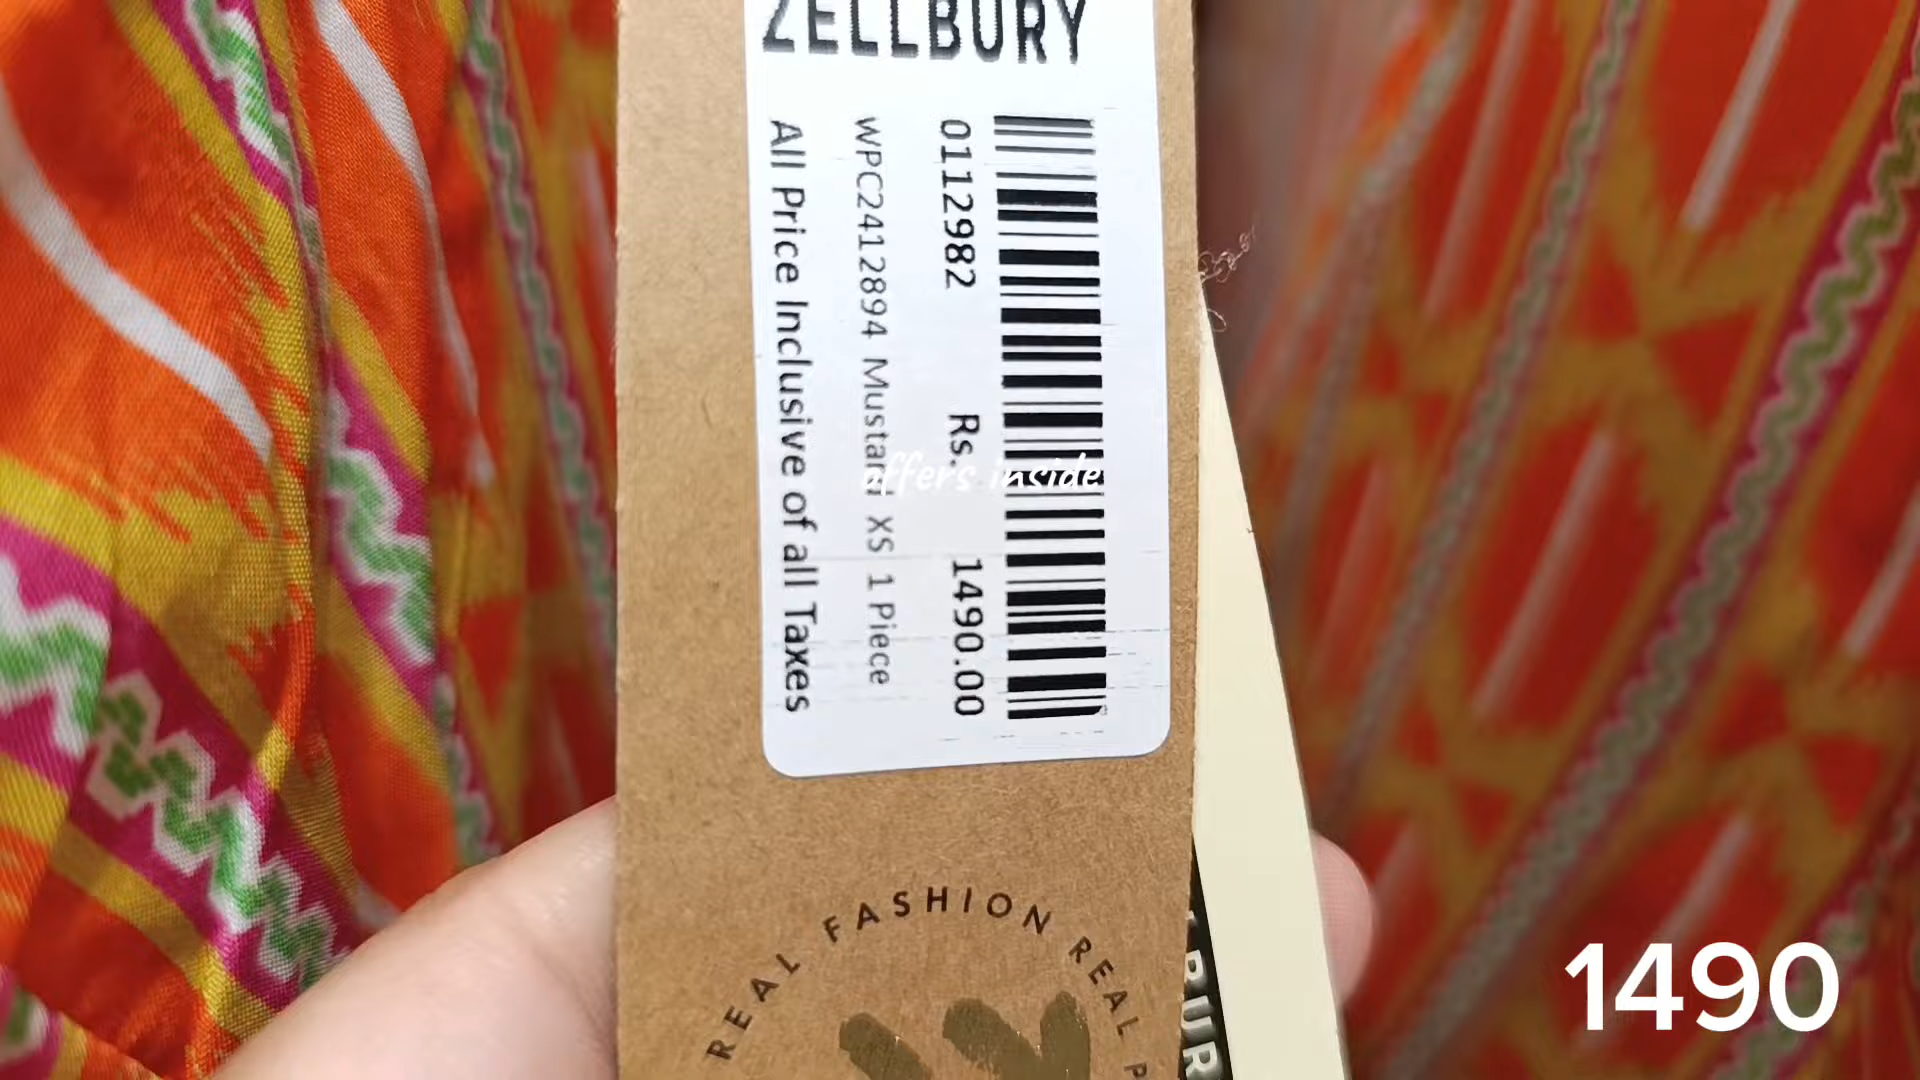 ZELLBURY
0112982 Rs. 1490.00
WPC2412894 Mustard XS 1 Piece
All Price Inclusive of all Taxes
offers inside
REAL FASHION REAL P
BUR
1490